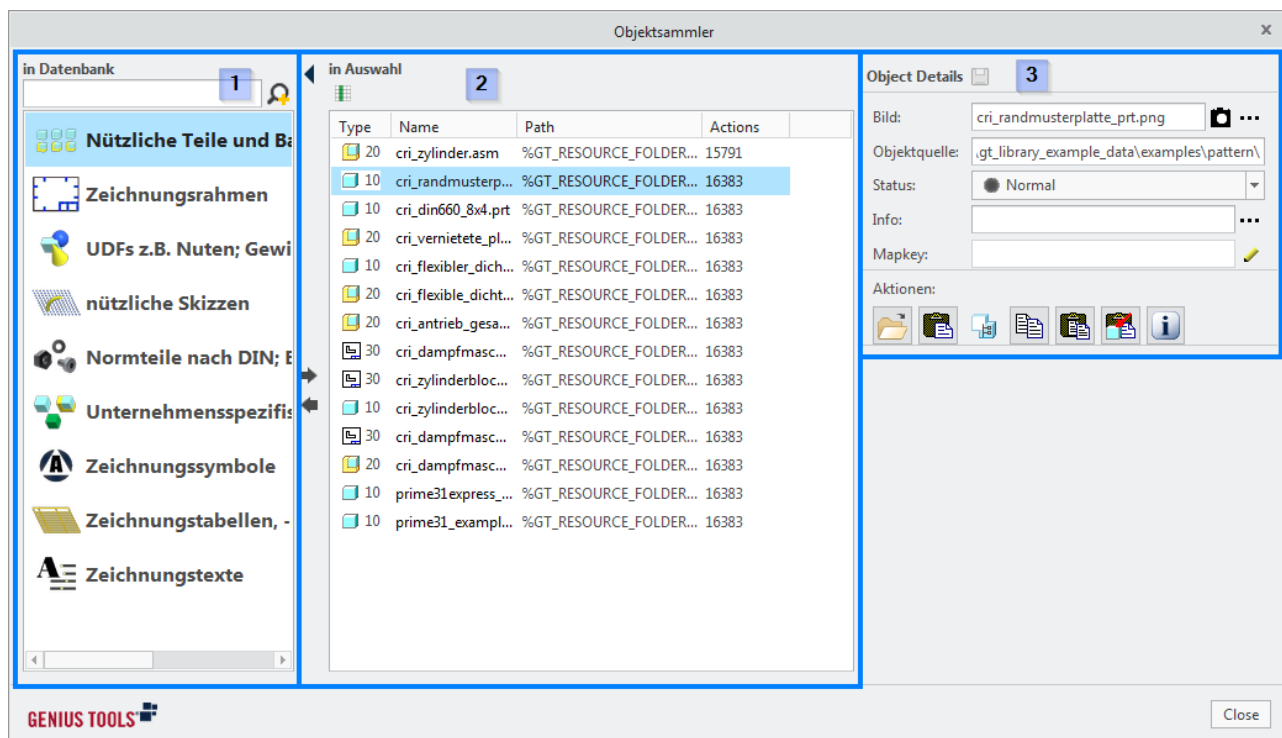 Objektsammler
in Datenbank
1
Nützliche Teile und Ba
Zeichnungsrahmen
UDFs z.B. Nuten; Gewi
nützliche Skizzen
Normteile nach DIN; E
Unternehmensspezifis
Zeichnungssymbole
Zeichnungstabellen, -
Zeichnungstexte
in Auswahl
2
Type Name Path Actions
20 cri_zylinder.asm %GT_RESOURCE_FOLDER... 15791
10 cri_randmusterp... %GT_RESOURCE_FOLDER... 16383
10 cri_din660_8x4.prt %GT_RESOURCE_FOLDER... 16383
20 cri_vernietete_pl... %GT_RESOURCE_FOLDER... 16383
10 cri_flexibler_dich... %GT_RESOURCE_FOLDER... 16383
20 cri_flexible_dicht... %GT_RESOURCE_FOLDER... 16383
20 cri_antrieb_gesa... %GT_RESOURCE_FOLDER... 16383
30 cri_dampfmasc... %GT_RESOURCE_FOLDER... 16383
30 cri_zylinderbloc... %GT_RESOURCE_FOLDER... 16383
10 cri_zylinderbloc... %GT_RESOURCE_FOLDER... 16383
30 cri_dampfmasc... %GT_RESOURCE_FOLDER... 16383
20 cri_dampfmasc... %GT_RESOURCE_FOLDER... 16383
10 prime31express_... %GT_RESOURCE_FOLDER... 16383
10 prime31_exampl... %GT_RESOURCE_FOLDER... 16383
Object Details 3
Bild: cri_randmusterplatte_prt.png
Objektquelle: .gt_library_example_data\examples\pattern\
Status: Normal
Info:
Mapkey:
Aktionen:
GENIUS TOOLS
Close